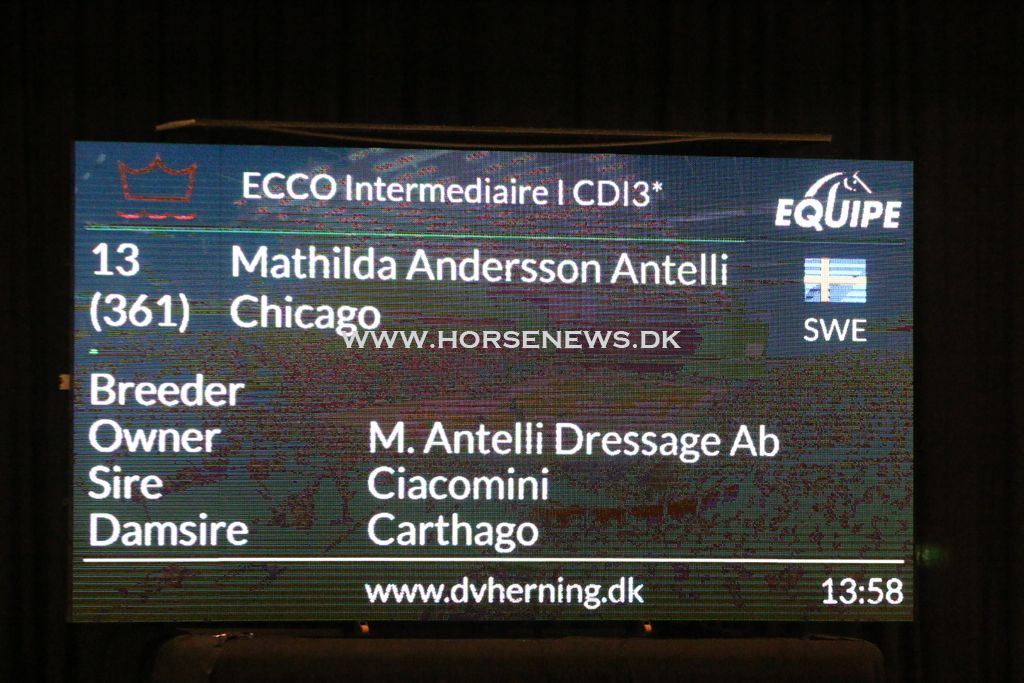 ECCO Intermediaire I CDI3*
EQUIPE
13 Mathilda Andersson Antelli
(361) Chicago
SWE
WWW.HORSENEWS.DK
Breeder
Owner M. Antelli Dressage Ab
Sire Ciacomini
Damsire Carthago
www.dvherning.dk 13:58